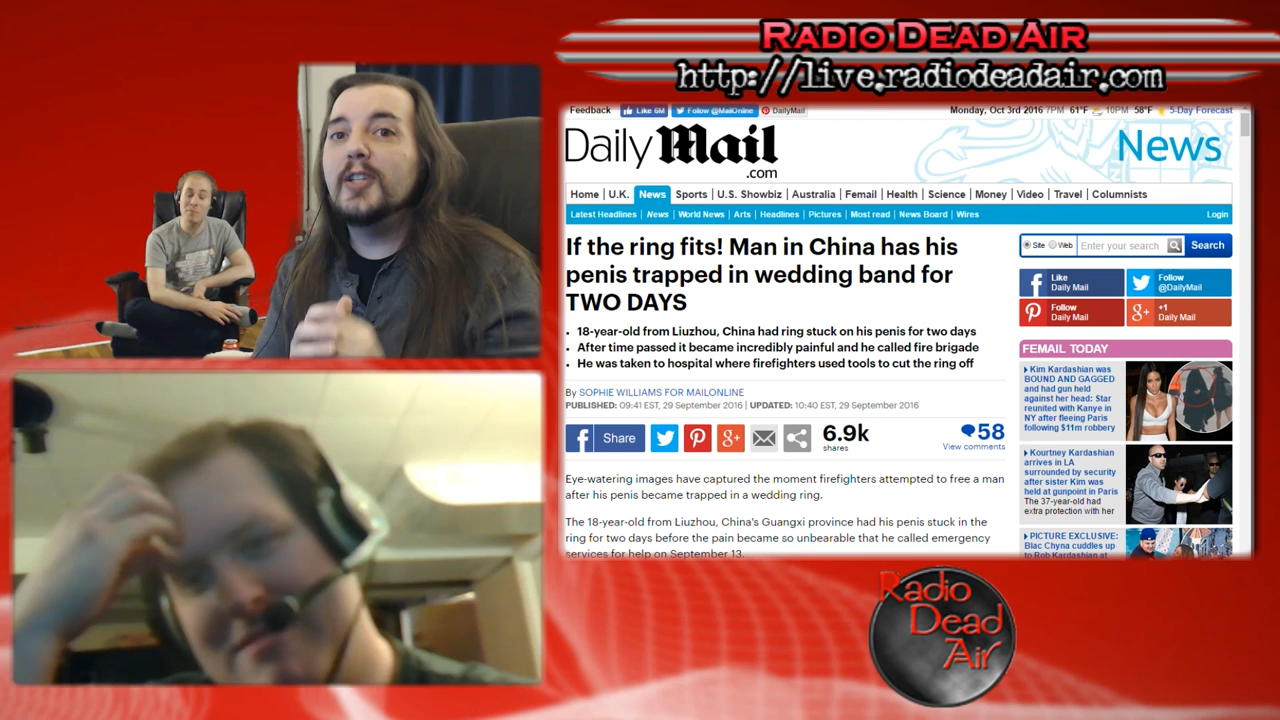 Radio Dead Air
http://live.radiodeadair.com
Feedback Like 6M Follow @MailOnline DailyMail Monday, Oct 3rd 2016 7PM 61°F 10PM 58°F 5-Day Forecast
Daily Mail
.com
News
Home U.K. News Sports U.S. Showbiz Australia Femail Health Science Money Video Travel Columnists
Latest Headlines News World News Arts Headlines Pictures Most read News Board Wires Login
If the ring fits! Man in China has his
penis trapped in wedding band for
TWO DAYS
• 18-year-old from Liuzhou, China had ring stuck on his penis for two days
• After time passed it became incredibly painful and he called fire brigade
• He was taken to hospital where firefighters used tools to cut the ring off
By SOPHIE WILLIAMS FOR MAILONLINE
PUBLISHED: 09:41 EST, 29 September 2016 | UPDATED: 10:40 EST, 29 September 2016
f Share
6.9k
shares
58
View comments
Eye-watering images have captured the moment firefighters attempted to free a man
after his penis became trapped in a wedding ring.
The 18-year-old from Liuzhou, China's Guangxi province had his penis stuck in the
ring for two days before the pain became so unbearable that he called emergency
services for help on September 13.
Site Web Enter your search Search
Like
Daily Mail
Follow
@DailyMail
Follow
Daily Mail
+1
Daily Mail
FEMAIL TODAY
Kim Kardashian was
BOUND AND GAGGED
and had gun held
against her head: Star
reunited with Kanye in
NY after fleeing Paris
following $11m robbery
Kourtney Kardashian
arrives in LA
surrounded by security
after sister Kim was
held at gunpoint in Paris
The 37-year-old had
extra protection with her
PICTURE EXCLUSIVE:
Blac Chyna cuddles up
to Rob Kardashian at
Radio
Dead
Air